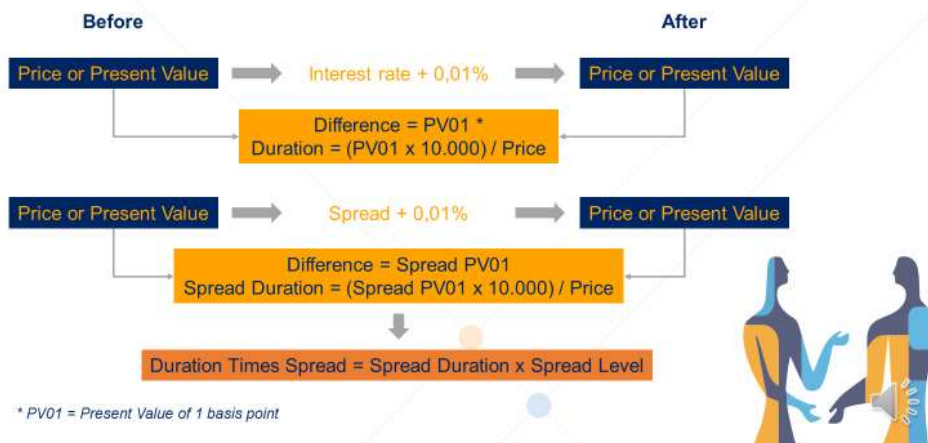 Before
After
Price or Present Value
Interest rate + 0,01%
Price or Present Value
Difference = PV01 *
Duration = (PV01 x 10.000) / Price
Price or Present Value
Spread + 0,01%
Price or Present Value
Difference = Spread PV01
Spread Duration = (Spread PV01 x 10.000) / Price
Duration Times Spread = Spread Duration x Spread Level
* PV01 = Present Value of 1 basis point